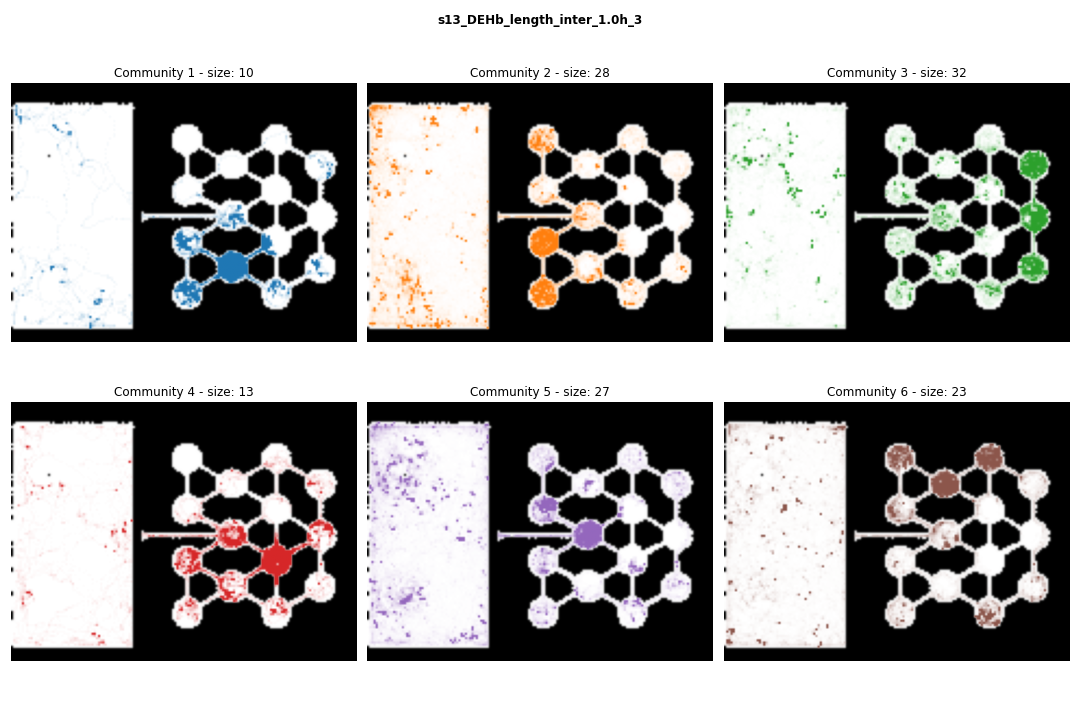 s13_DEHb_length_inter_1.0h_3
Community 1 - size: 10
Community 2 - size: 28
Community 3 - size: 32
Community 4 - size: 13
Community 5 - size: 27
Community 6 - size: 23